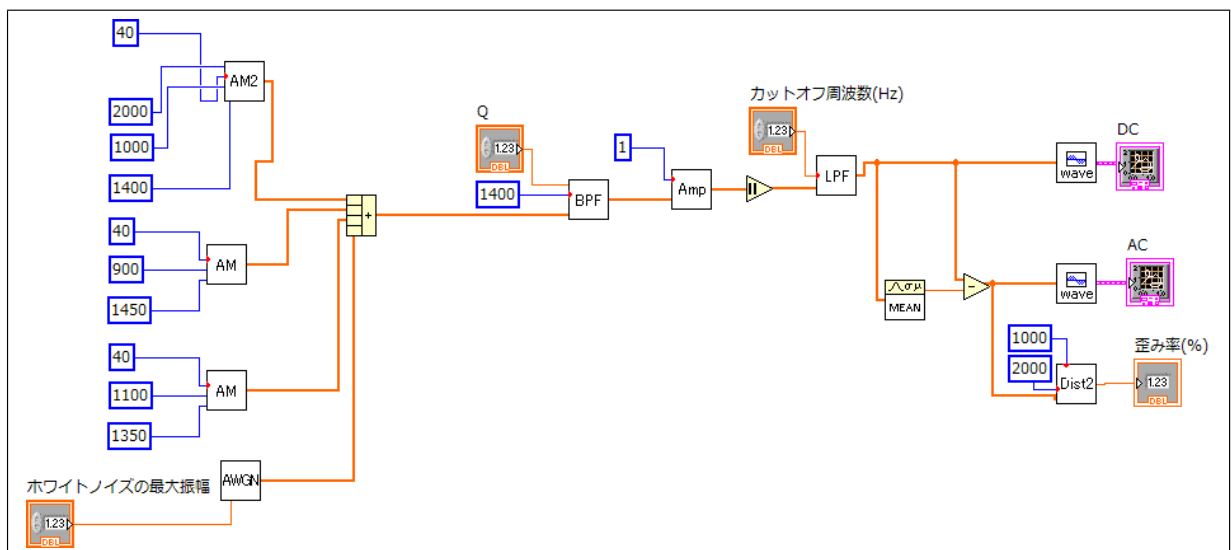 40
AM2
2000
1000
1400
40
AM
900
1450
40
AM
1100
1350
AWGN
ホワイトノイズの最大振幅
1.23
DBL
+
Q
1.23
DBL
1400
BPF
1
Amp
カットオフ周波数(Hz)
1.23
DBL
LPF
σμ
MEAN
-
wave
DC
wave
AC
1000
2000
Dist2
歪み率(%)
1.23
DBL